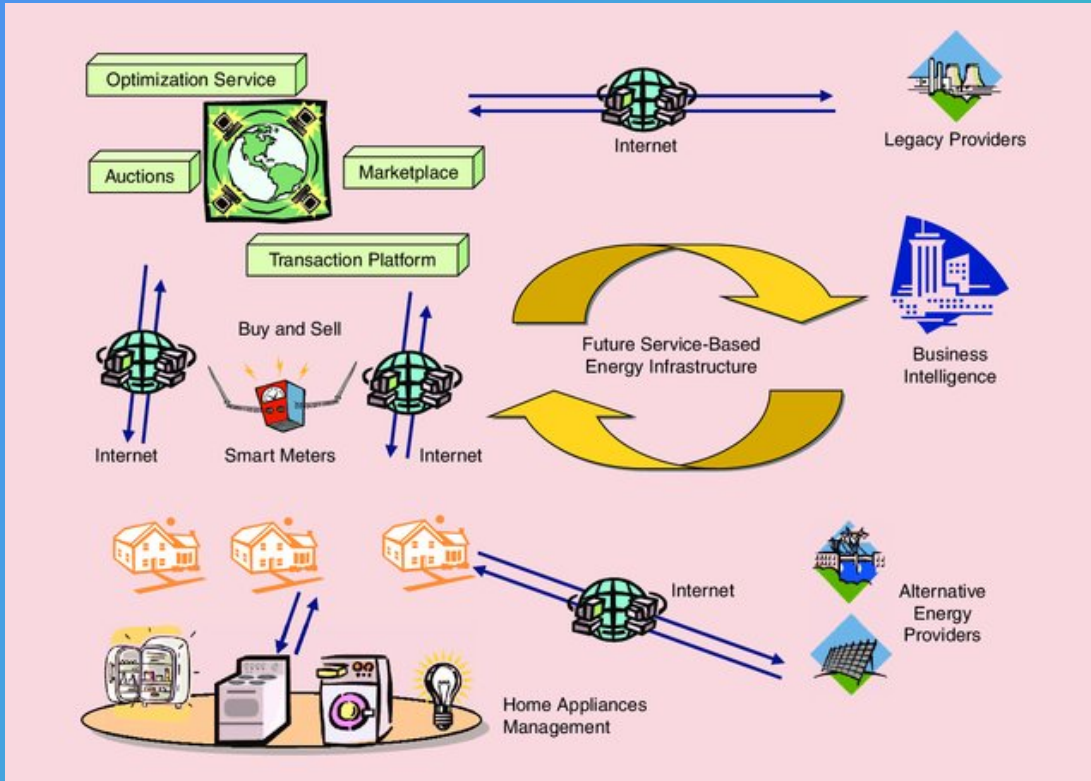 Optimization Service
Auctions
Marketplace
Transaction Platform
Internet
Legacy Providers
Buy and Sell
Smart Meters
Internet
Internet
Future Service-Based
Energy Infrastructure
Business
Intelligence
Internet
Alternative
Energy
Providers
Home Appliances
Management